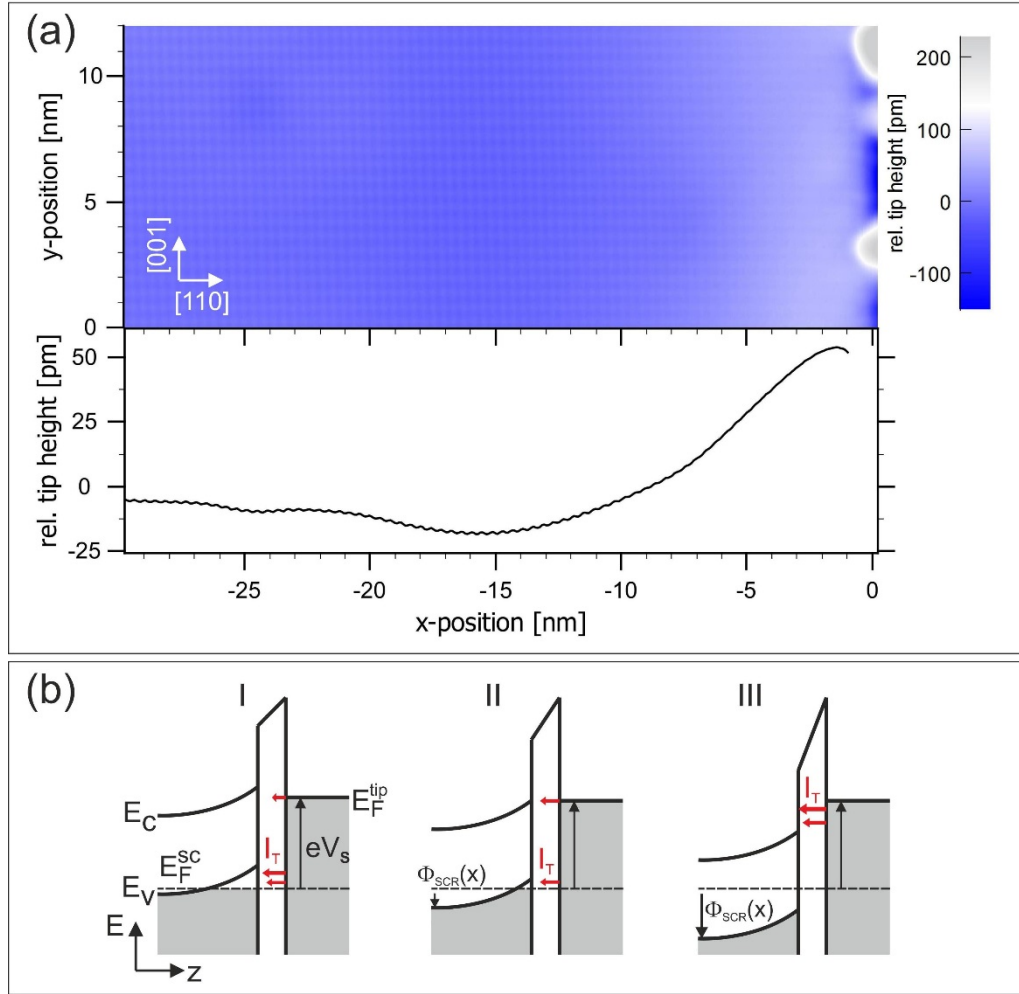 (a)
y-position [nm]
10
5
0
[001]
[110]
200
100
0
-100
rel. tip height [pm]
rel. tip height [pm]
50
25
0
-25
-25
-20
-15
-10
-5
0
x-position [nm]
(b)
I
II
III
E_C
E_F^sc
E_V
E
z
I_T
E_F^tip
eV_s
Φ_SCR(x)
I_T
Φ_SCR(x)
I_T